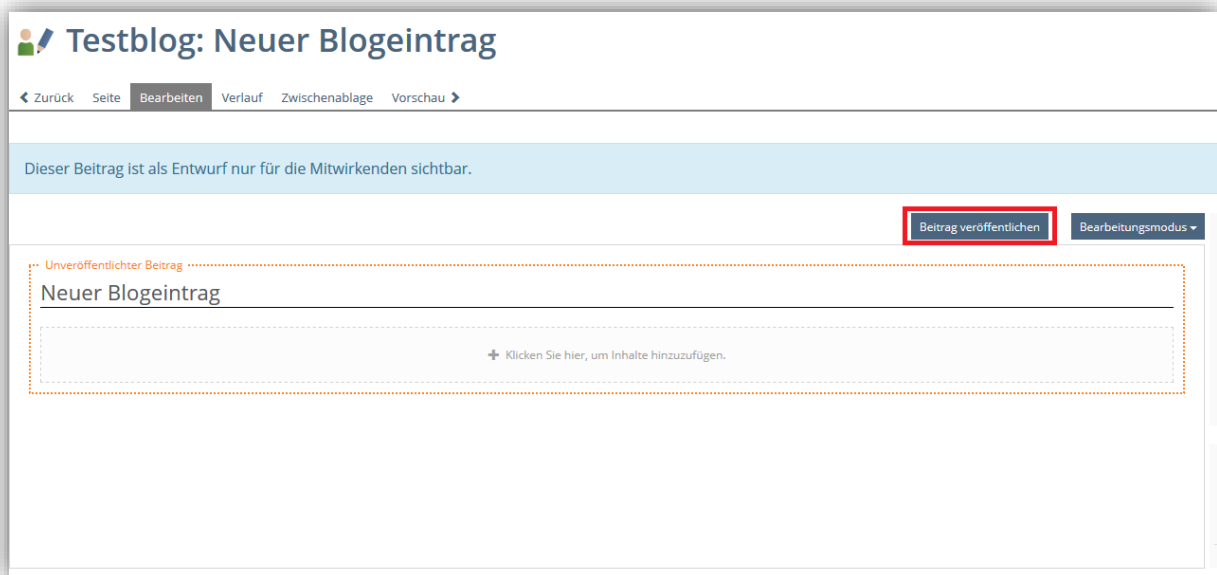 Testblog: Neuer Blogeintrag
Zurück Seite Bearbeiten Verlauf Zwischenablage Vorschau
Dieser Beitrag ist als Entwurf nur für die Mitwirkenden sichtbar.
Beitrag veröffentlichen Bearbeitungsmodus
Unveröffentlichter Beitrag
Neuer Blogeintrag
Klicken Sie hier, um Inhalte hinzuzufügen.